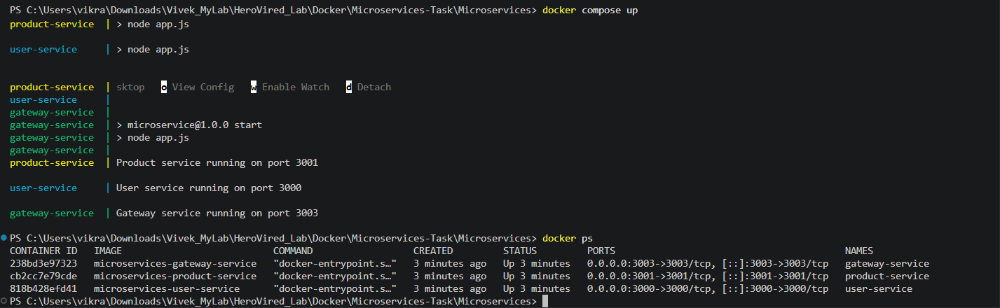 PS C:\Users\vikra\Downloads\Vivek_MyLab\HeroVired_Lab\Docker\Microservices-Task\Microservices> docker compose up
product-service | > node app.js
user-service | > node app.js
product-service | sktop o View Config w Enable Watch d Detach
user-service |
gateway-service |
gateway-service | > microservice@1.0.0 start
gateway-service | > node app.js
gateway-service |
product-service | Product service running on port 3001
user-service | User service running on port 3000
gateway-service | Gateway service running on port 3003
PS C:\Users\vikra\Downloads\Vivek_MyLab\HeroVired_Lab\Docker\Microservices-Task\Microservices> docker ps
CONTAINER ID IMAGE COMMAND CREATED STATUS PORTS NAMES
238bd3e97323 microservices-gateway-service "docker-entrypoint.s…" 3 minutes ago Up 3 minutes 0.0.0.0:3003->3003/tcp, [::]:3003->3003/tcp gateway-service
cb2cc7e79cde microservices-product-service "docker-entrypoint.s…" 3 minutes ago Up 3 minutes 0.0.0.0:3001->3001/tcp, [::]:3001->3001/tcp product-service
818b428efd41 microservices-user-service "docker-entrypoint.s…" 3 minutes ago Up 3 minutes 0.0.0.0:3000->3000/tcp, [::]:3000->3000/tcp user-service
PS C:\Users\vikra\Downloads\Vivek_MyLab\HeroVired_Lab\Docker\Microservices-Task\Microservices>